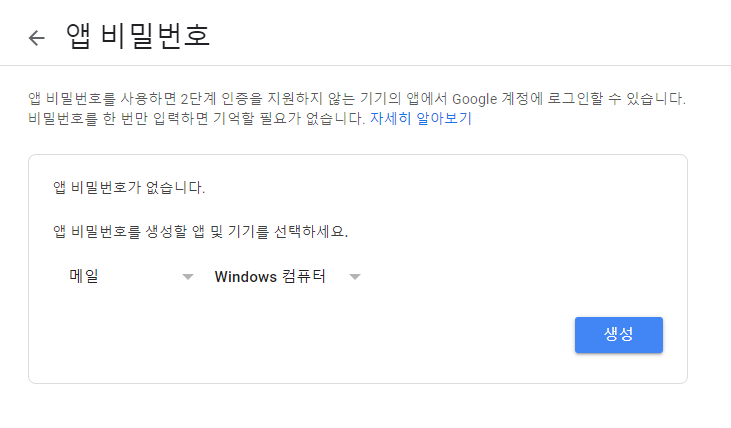 앱 비밀번호
앱 비밀번호를 사용하면 2단계 인증을 지원하지 않는 기기의 앱에서 Google 계정에 로그인할 수 있습니다.
비밀번호를 한 번만 입력하면 기억할 필요가 없습니다. 자세히 알아보기
앱 비밀번호가 없습니다.
앱 비밀번호를 생성할 앱 및 기기를 선택하세요.
메일 Windows 컴퓨터
생성